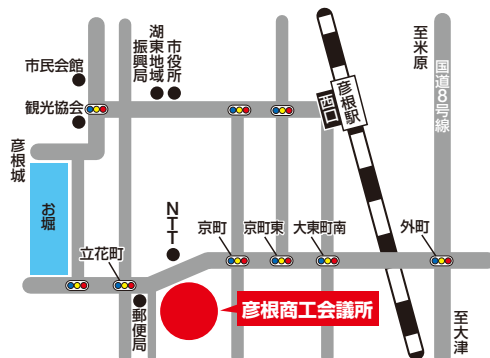 市民会館
観光協会
湖東地域
振興局
市役所
彦根駅
西口
至米原
国道8号線
彦根城
お堀
立花町
NTT
京町
京町東
大東町南
外町
郵便局
彦根商工会議所
至大津